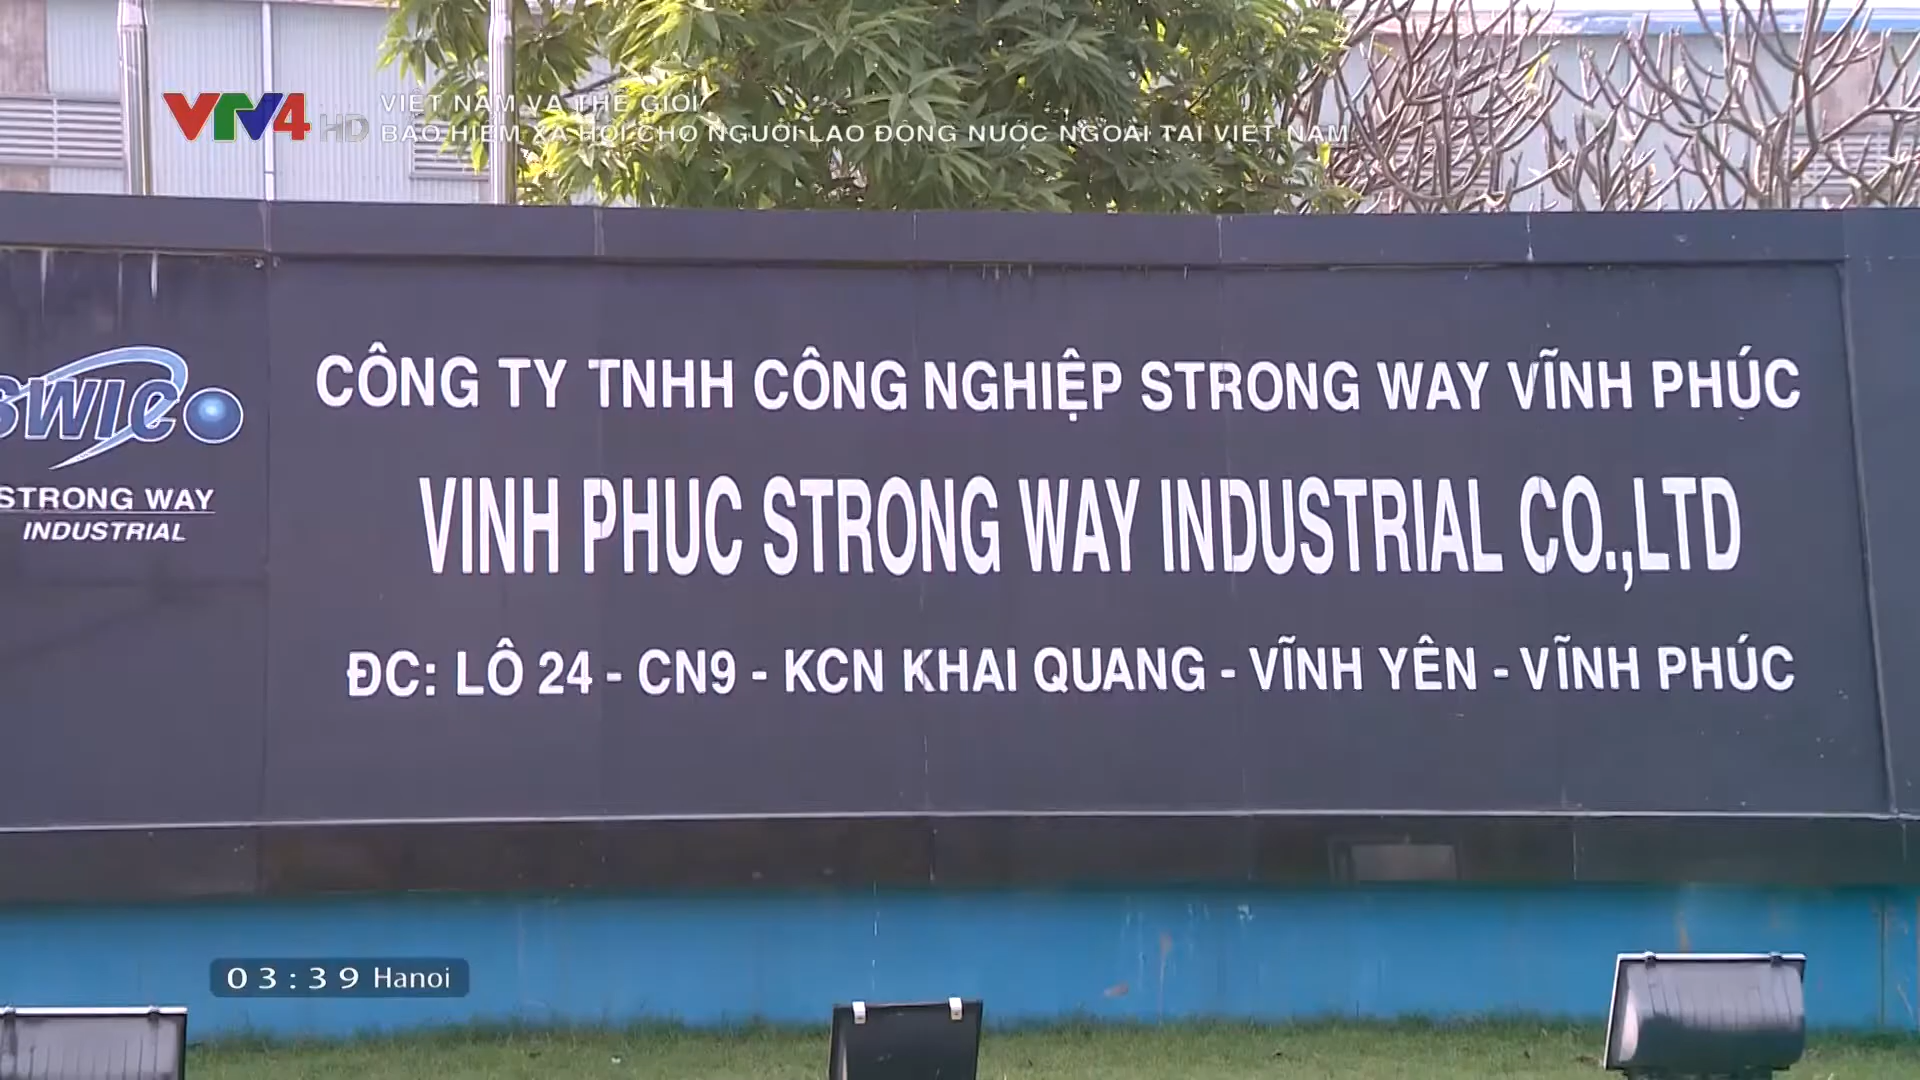 VTV4 HD
VIỆT NAM VÀ THẾ GIỚI
BẢO HIỂM XÃ HỘI CHO NGƯỜI LAO ĐỘNG NƯỚC NGOÀI TẠI VIỆT NAM
SWICO
STRONG WAY
INDUSTRIAL
CÔNG TY TNHH CÔNG NGHIỆP STRONG WAY VĨNH PHÚC
VINH PHUC STRONG WAY INDUSTRIAL CO.,LTD
ĐC: LÔ 24 - CN9 - KCN KHAI QUANG - VĨNH YÊN - VĨNH PHÚC
03:39 Hanoi